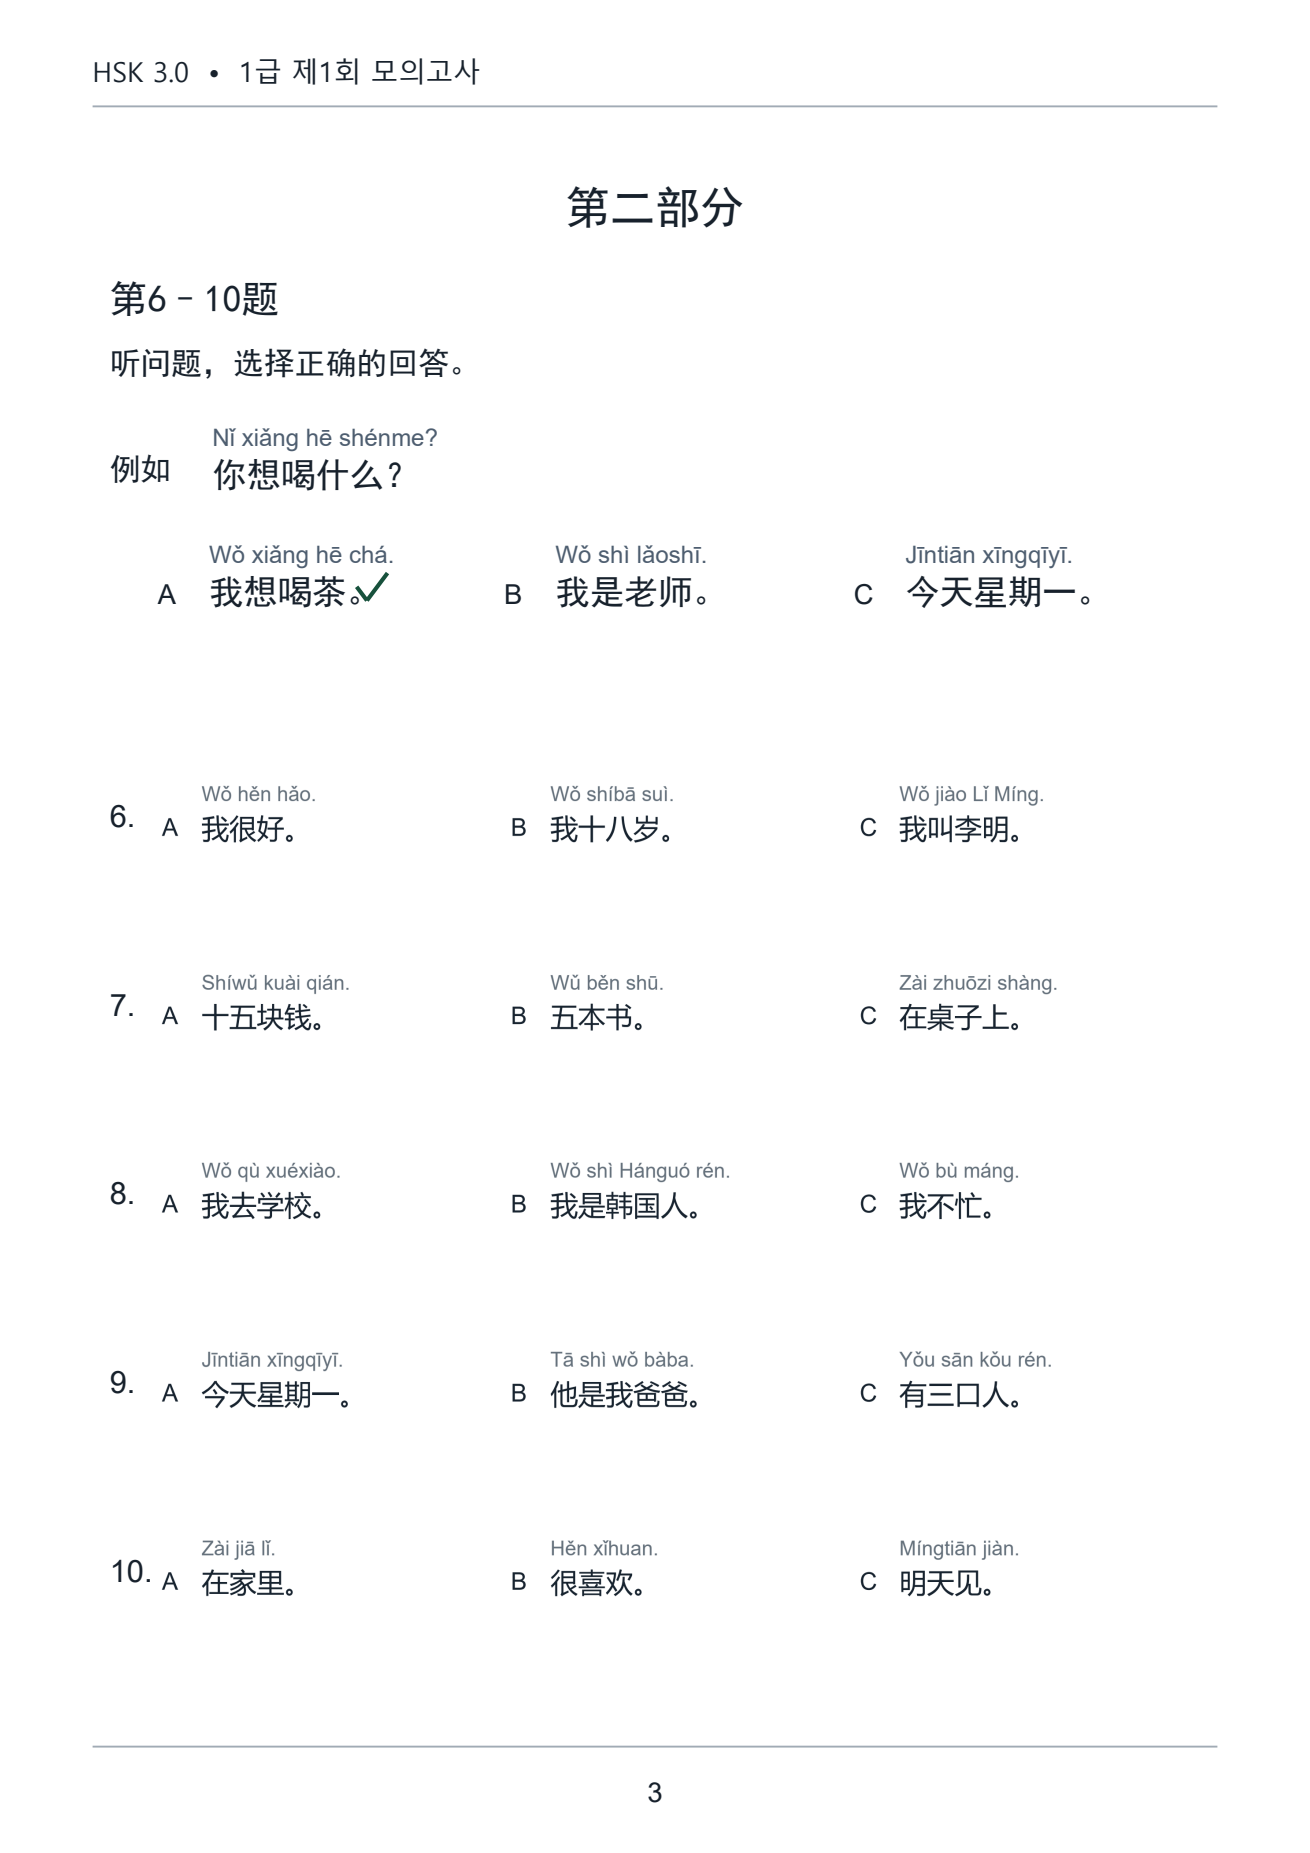 HSK 3.0 • 1급 제1회 모의고사
第二部分
第6–10题
听问题，选择正确的回答。
Nǐ xiǎng hē shénme?
例如 你想喝什么？
Wǒ xiǎng hē chá. Wǒ shì lǎoshī. Jīntiān xīngqīyī.
A 我想喝茶。✓ B 我是老师。 C 今天星期一。
Wǒ hěn hǎo. Wǒ shíbā suì. Wǒ jiào Lǐ Míng.
6. A 我很好。 B 我十八岁。 C 我叫李明。
Shíwǔ kuài qián. Wǔ běn shū. Zài zhuōzi shàng.
7. A 十五块钱。 B 五本书。 C 在桌子上。
Wǒ qù xuéxiào. Wǒ shì Hánguó rén. Wǒ bù máng.
8. A 我去学校。 B 我是韩国人。 C 我不忙。
Jīntiān xīngqīyī. Tā shì wǒ bàba. Yǒu sān kǒu rén.
9. A 今天星期一。 B 他是我爸爸。 C 有三口人。
Zài jiā lǐ. Hěn xǐhuan. Míngtiān jiàn.
10. A 在家里。 B 很喜欢。 C 明天见。
3